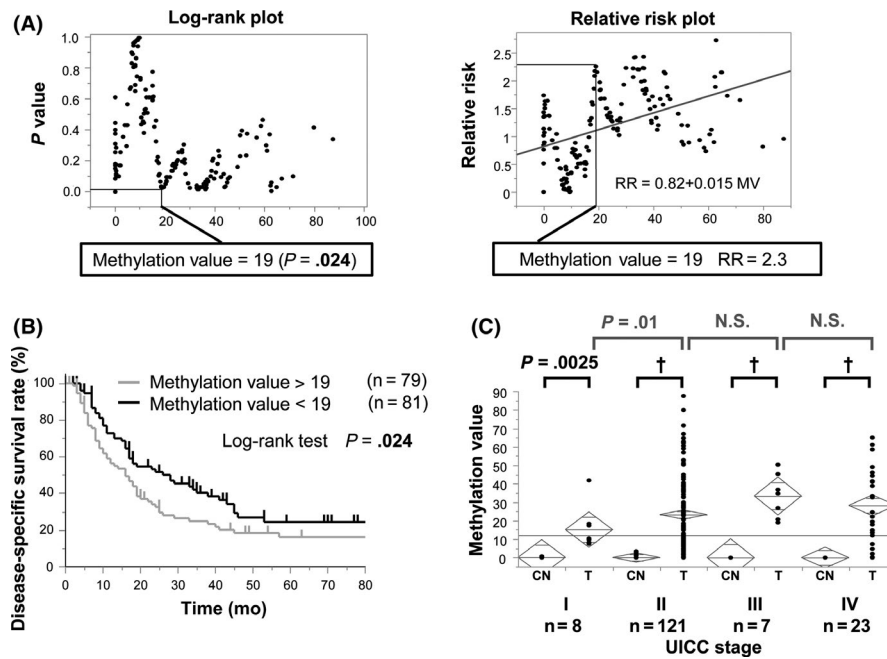 (A)
Log-rank plot
P value
1.0
0.8
0.6
0.4
0.2
0.0
0 20 40 60 80 100
Methylation value = 19 (P = .024)
Relative risk plot
Relative risk
2.5
2
1.5
1
0.5
0
RR = 0.82+0.015 MV
0 20 40 60 80
Methylation value = 19 RR = 2.3
(B)
Disease-specific survival rate (%)
100
80
60
40
20
0
Methylation value > 19 (n = 79)
Methylation value < 19 (n = 81)
Log-rank test P = .024
0 10 20 30 40 50 60 70 80
Time (mo)
(C)
P = .01 N.S. N.S.
P = .0025 † † †
Methylation value
90
80
70
60
50
40
30
20
10
0
CN T CN T CN T CN T
I II III IV
n = 8 n = 121 n = 7 n = 23
UICC stage